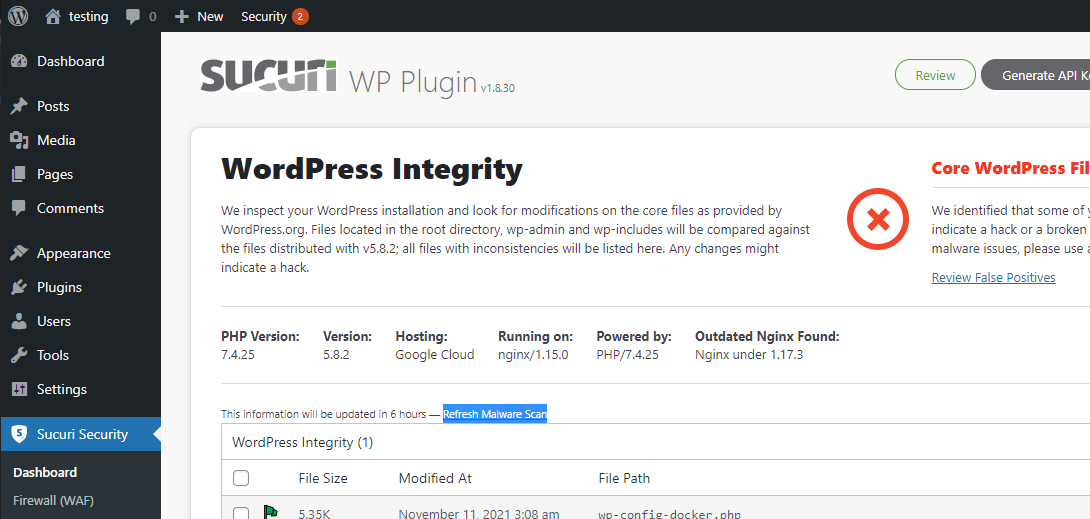 testing 0 New Security 2
Dashboard
Posts
Media
Pages
Comments
Appearance
Plugins
Users
Tools
Settings
Sucuri Security
Dashboard
Firewall (WAF)
sucuri WP Plugin v1.8.30
Review
Generate API Ke
WordPress Integrity
We inspect your WordPress installation and look for modifications on the core files as provided by
WordPress.org. Files located in the root directory, wp-admin and wp-includes will be compared against
the files distributed with v5.8.2; all files with inconsistencies will be listed here. Any changes might
indicate a hack.
Core WordPress Fil
We identified that some of y
indicate a hack or a broken
malware issues, please use a
Review False Positives
PHP Version: Version: Hosting: Running on: Powered by: Outdated Nginx Found:
7.4.25 5.8.2 Google Cloud nginx/1.15.0 PHP/7.4.25 Nginx under 1.17.3
This information will be updated in 6 hours — Refresh Malware Scan
WordPress Integrity (1)
File Size Modified At File Path
5.35K November 11, 2021 3:08 am wp-config-docker.php